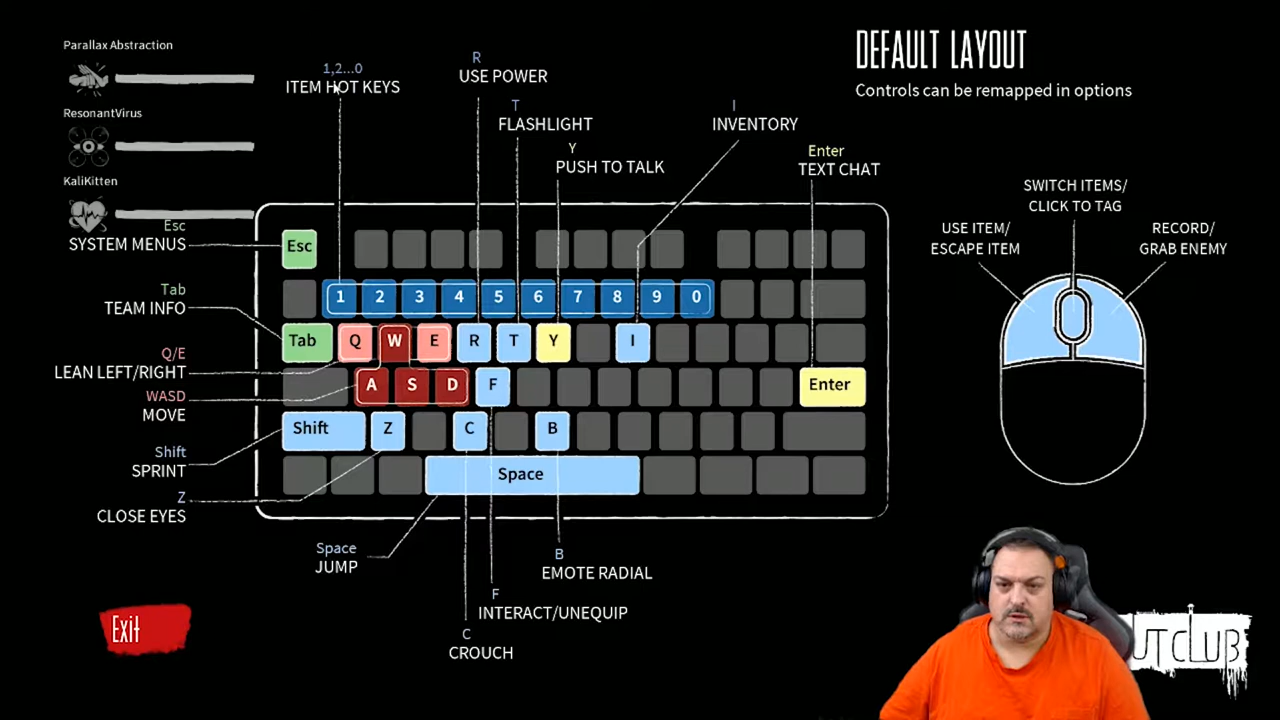 Parallax Abstraction
ResonantVirus
KaliKitten
DEFAULT LAYOUT
Controls can be remapped in options
1,2...0
ITEM HOT KEYS
R
USE POWER
T
FLASHLIGHT
Y
PUSH TO TALK
I
INVENTORY
Enter
TEXT CHAT
SWITCH ITEMS/
CLICK TO TAG
USE ITEM/
ESCAPE ITEM
RECORD/
GRAB ENEMY
Esc
SYSTEM MENUS
Tab
TEAM INFO
Q/E
LEAN LEFT/RIGHT
WASD
MOVE
Shift
SPRINT
Z
CLOSE EYES
Esc
1 2 3 4 5 6 7 8 9 0
Tab Q W E R T Y I
A S D F Enter
Shift Z C B
Space
Space
JUMP
B
EMOTE RADIAL
F
INTERACT/UNEQUIP
C
CROUCH
Exit